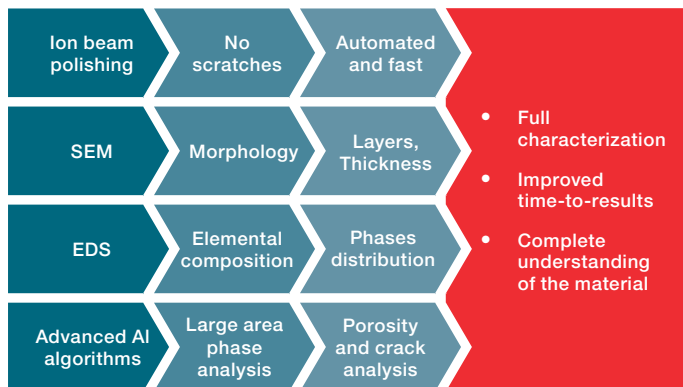 Ion beam
polishing
No
scratches
Automated
and fast
SEM
Morphology
Layers,
Thickness
EDS
Elemental
composition
Phases
distribution
Advanced AI
algorithms
Large area
phase
analysis
Porosity
and crack
analysis
• Full
characterization
• Improved
time-to-results
• Complete
understanding
of the material